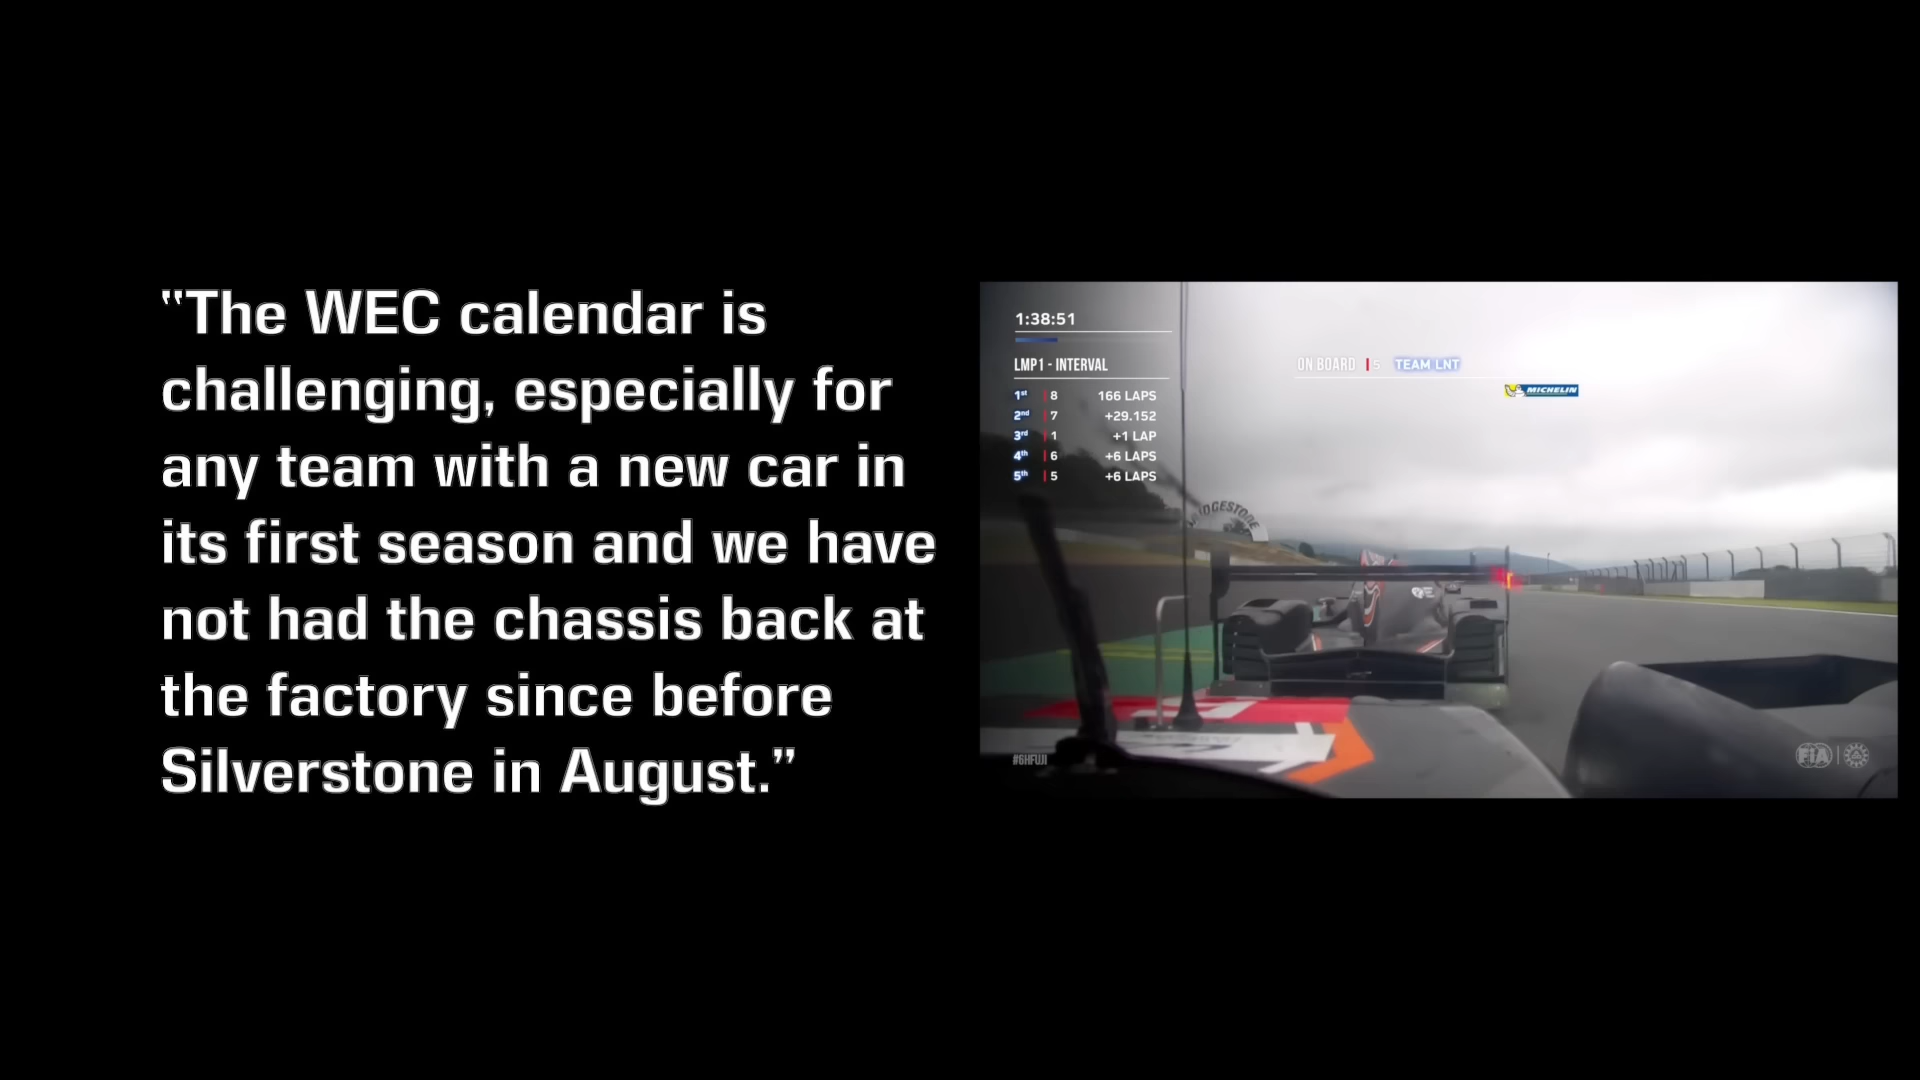 “The WEC calendar is
challenging, especially for
any team with a new car in
its first season and we have
not had the chassis back at
the factory since before
Silverstone in August.”
1:38:51
LMP1 - INTERVAL
1st 8 166 LAPS
2nd 7 +29.152
3rd 1 +1 LAP
4th 6 +6 LAPS
5th 5 +6 LAPS
ON BOARD 5 TEAM LNT
MICHELIN
BRIDGESTONE
#6HFUJI
FIA